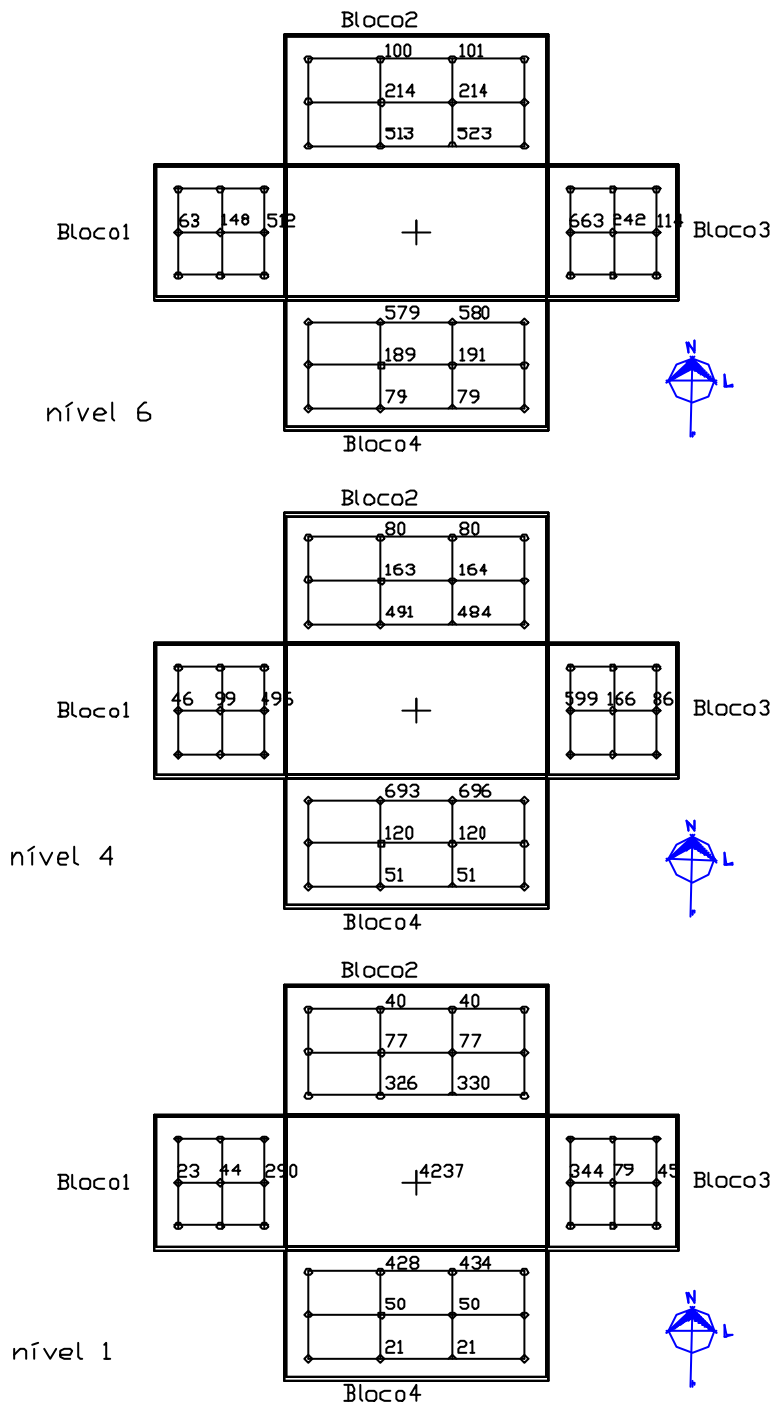 Bloco2
100 101
214 214
513 523
Bloco1
63 148 512
663 242 114
Bloco3
579 580
189 191
79 79
nível 6
N
L
Bloco4
Bloco2
80 80
163 164
491 484
Bloco1
46 99 495
599 166 86
Bloco3
693 696
120 120
51 51
nível 4
N
L
Bloco4
Bloco2
40 40
77 77
326 330
Bloco1
23 44 290
4237
344 79 45
Bloco3
428 434
50 50
21 21
nível 1
N
L
Bloco4